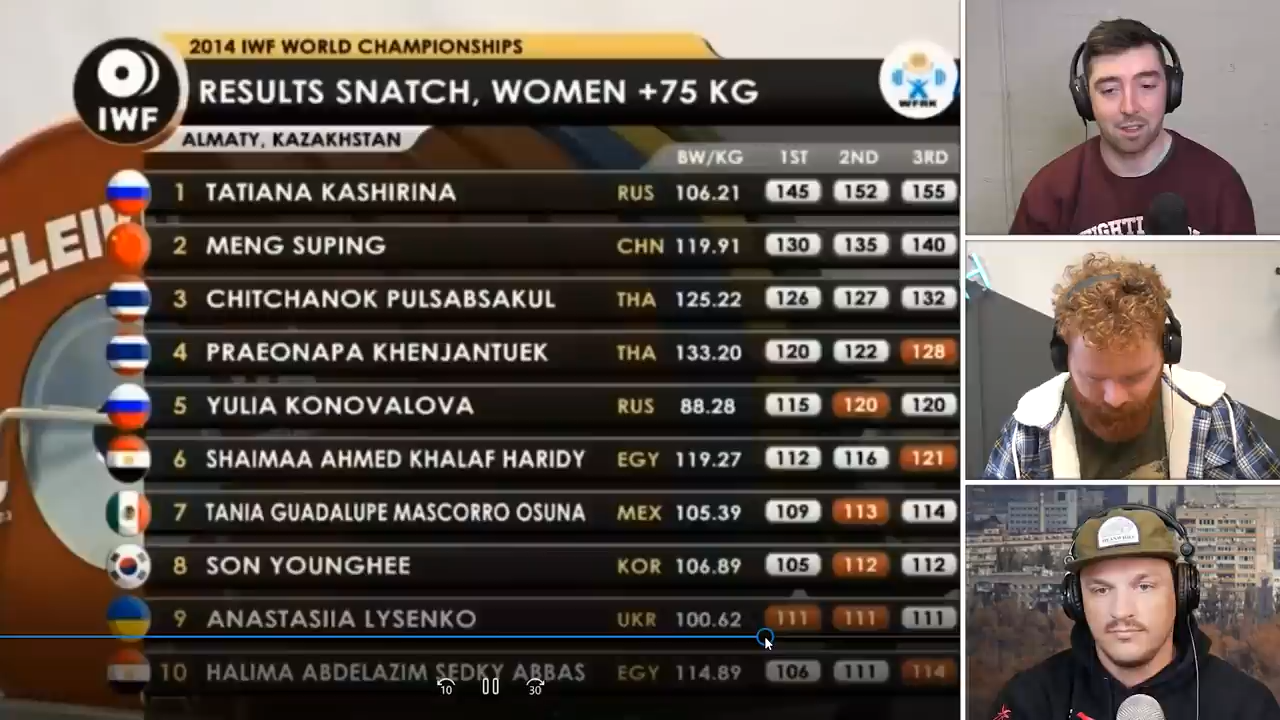 2014 IWF WORLD CHAMPIONSHIPS
IWF
RESULTS SNATCH, WOMEN +75 KG
WFRK
ALMATY, KAZAKHSTAN
BW/KG 1ST 2ND 3RD
1 TATIANA KASHIRINA RUS 106.21 145 152 155
2 MENG SUPING CHN 119.91 130 135 140
3 CHITCHANOK PULSABSAKUL THA 125.22 126 127 132
4 PRAEONAPA KHENJANTUEK THA 133.20 120 122 128
5 YULIA KONOVALOVA RUS 88.28 115 120 120
6 SHAIMAA AHMED KHALAF HARIDY EGY 119.27 112 116 121
7 TANIA GUADALUPE MASCORRO OSUNA MEX 105.39 109 113 114
8 SON YOUNGHEE KOR 106.89 105 112 112
9 ANASTASIIA LYSENKO UKR 100.62 111 111 111
10 HALIMA ABDELAZIM SEDKY ABBAS EGY 114.89 106 111 114
10 30
ELEIK